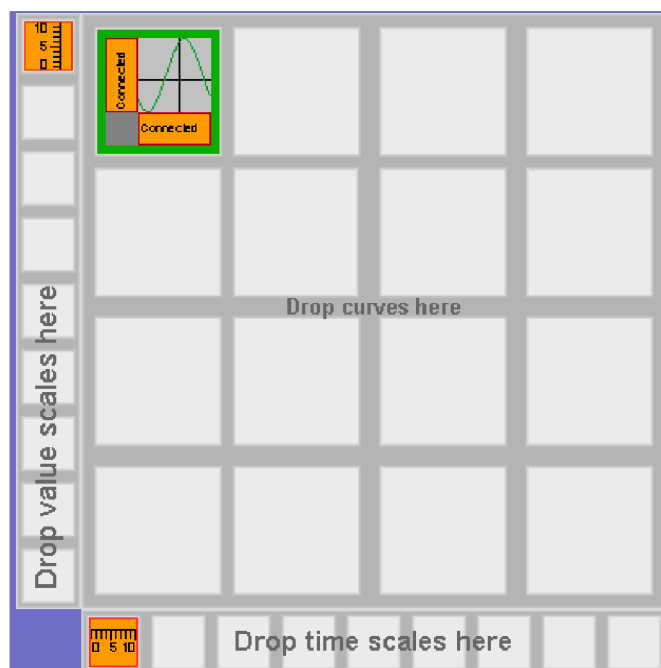 10
5
0
Connected
Connected
Drop curves here
Drop value scales here
0 5 10
Drop time scales here